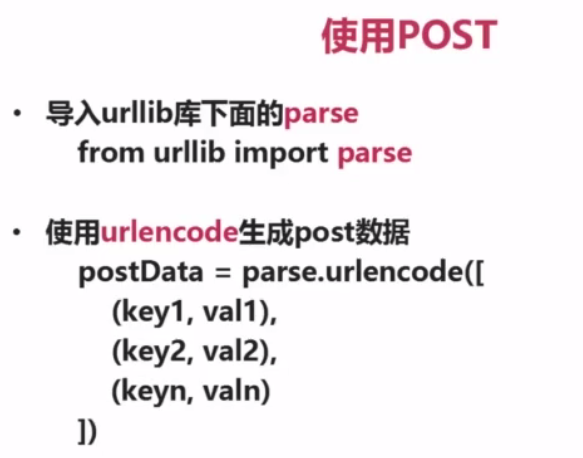 使用POST
• 导入urllib库下面的parse
from urllib import parse
• 使用urlencode生成post数据
postData = parse.urlencode([
(key1, val1),
(key2, val2),
(keyn, valn)
])